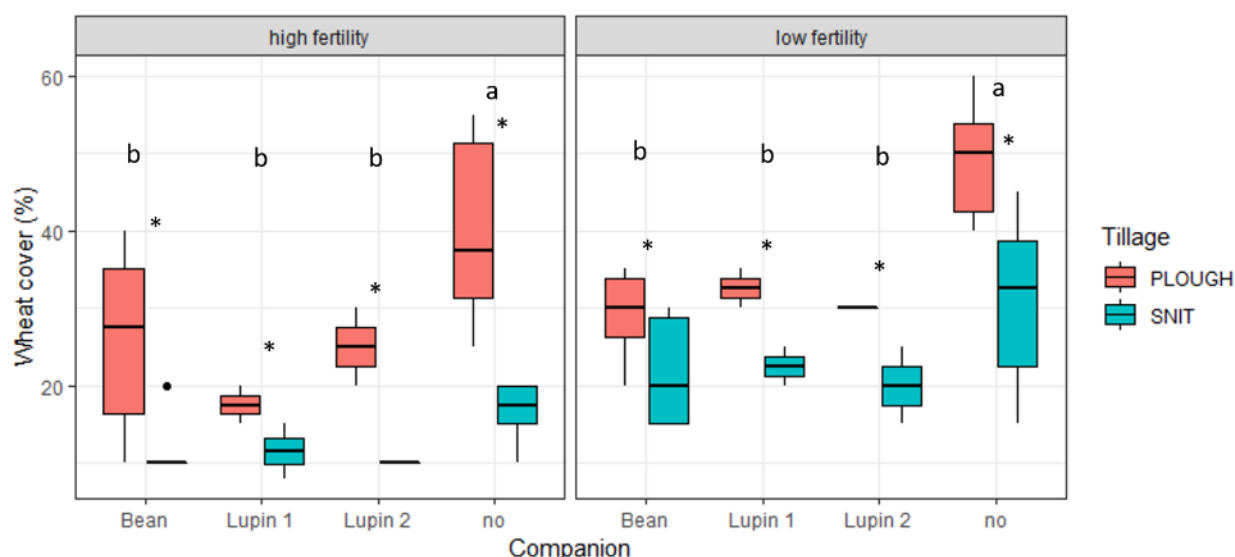 high fertility
low fertility
60
40
20
Wheat cover (%)
b
*
b
*
b
*
a
*
b
*
b
*
b
*
a
*
Bean
Lupin 1
Lupin 2
no
Bean
Lupin 1
Lupin 2
no
Companion
Tillage
PLOUGH
SNIT